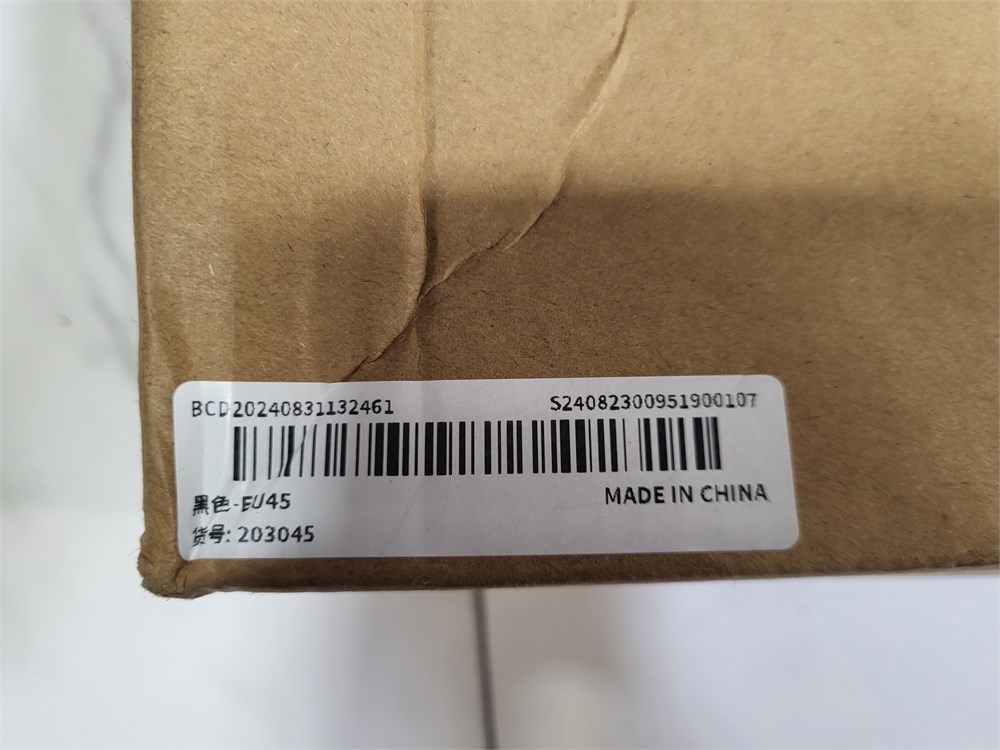 BCD20240831132461 S24082300951900107
黑色-EU45 MADE IN CHINA
货号: 203045